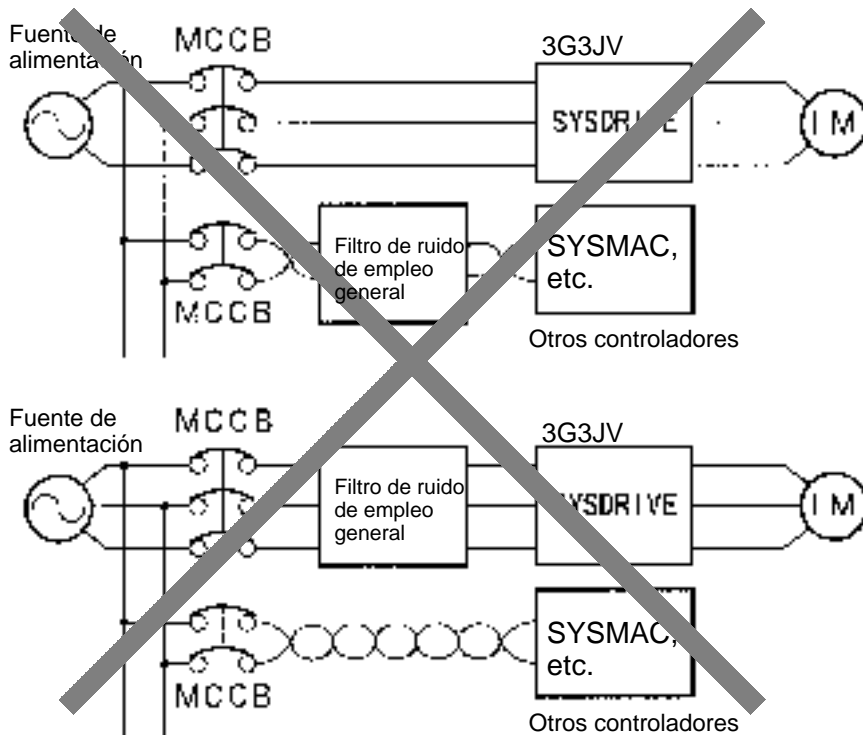 Fuente de
alimentación
MCCB
3G3JV
SYSDRIVE
IM
MCCB
Filtro de ruido
de empleo
general
SYSMAC,
etc.
Otros controladores
Fuente de
alimentación
MCCB
3G3JV
Filtro de ruido
de empleo
general
SYSDRIVE
IM
MCCB
SYSMAC,
etc.
Otros controladores